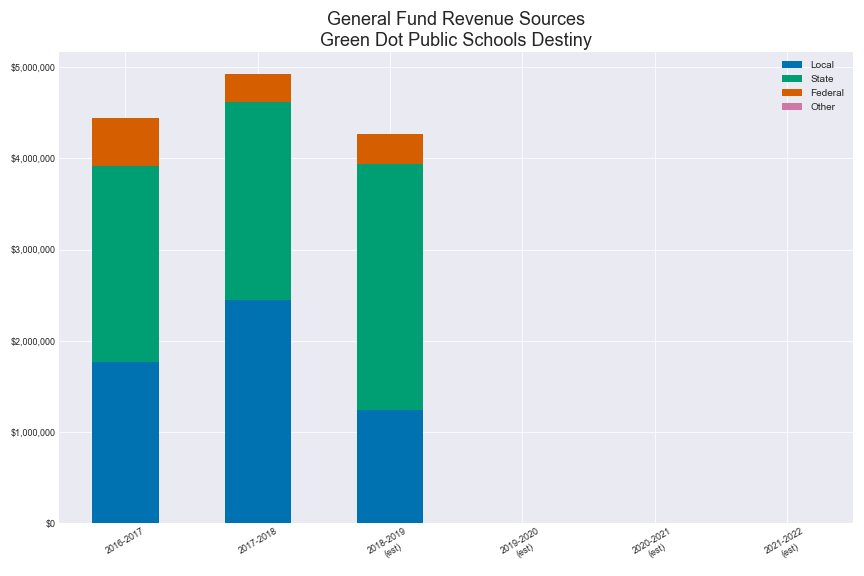 General Fund Revenue Sources
Green Dot Public Schools Destiny
$5,000,000
$4,000,000
$3,000,000
$2,000,000
$1,000,000
$0
Local
State
Federal
Other
2016-2017
2017-2018
2018-2019
(est)
2019-2020
(est)
2020-2021
(est)
2021-2022
(est)